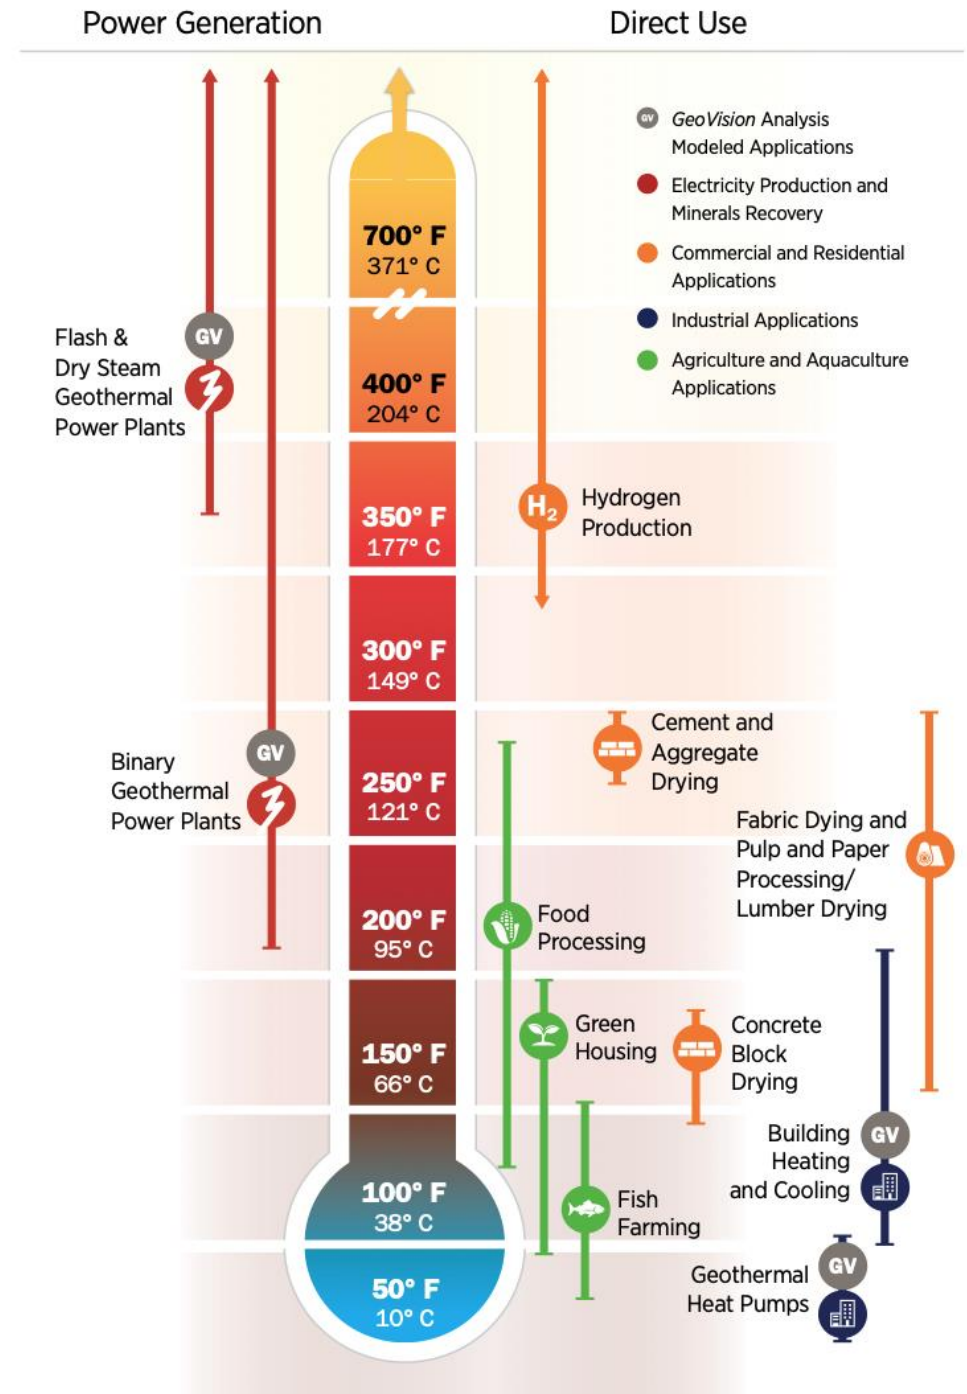 Power Generation
Direct Use
GV
GeoVision Analysis
Modeled Applications
Electricity Production and
Minerals Recovery
Commercial and Residential
Applications
Industrial Applications
Agriculture and Aquaculture
Applications
700° F
371° C
Flash &
Dry Steam
Geothermal
Power Plants
GV
400° F
204° C
350° F
177° C
H2
Hydrogen
Production
300° F
149° C
Binary
Geothermal
Power Plants
GV
250° F
121° C
Cement and
Aggregate
Drying
Fabric Dying and
Pulp and Paper
Processing/
Lumber Drying
200° F
95° C
Food
Processing
150° F
66° C
Green
Housing
Concrete
Block
Drying
Building
Heating
and Cooling
GV
100° F
38° C
Fish
Farming
50° F
10° C
Geothermal
Heat Pumps
GV